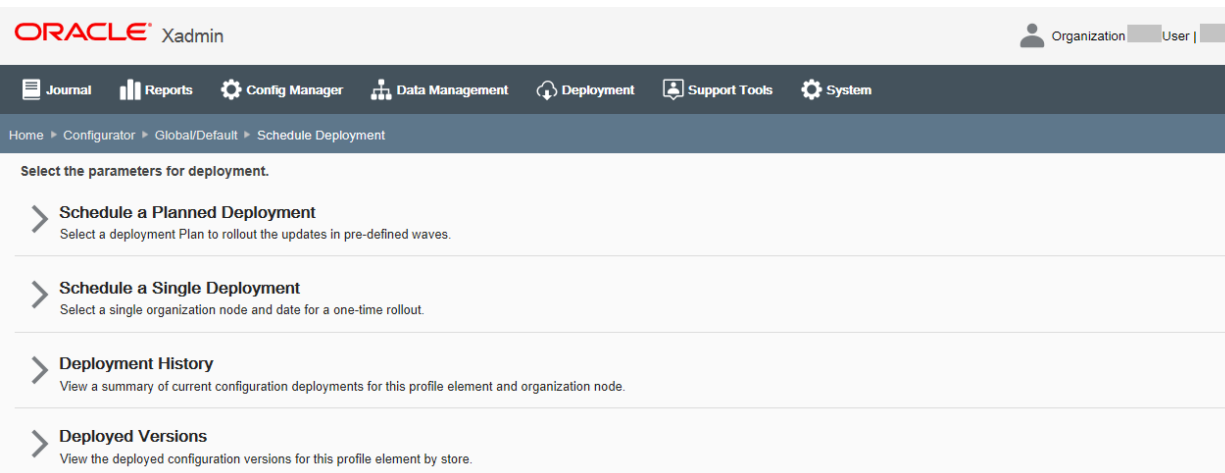 ORACLE® Xadmin
Organization User |
Journal Reports Config Manager Data Management Deployment Support Tools System
Home Configurator Global/Default Schedule Deployment
Select the parameters for deployment.
Schedule a Planned Deployment
Select a deployment Plan to rollout the updates in pre-defined waves.
Schedule a Single Deployment
Select a single organization node and date for a one-time rollout.
Deployment History
View a summary of current configuration deployments for this profile element and organization node.
Deployed Versions
View the deployed configuration versions for this profile element by store.